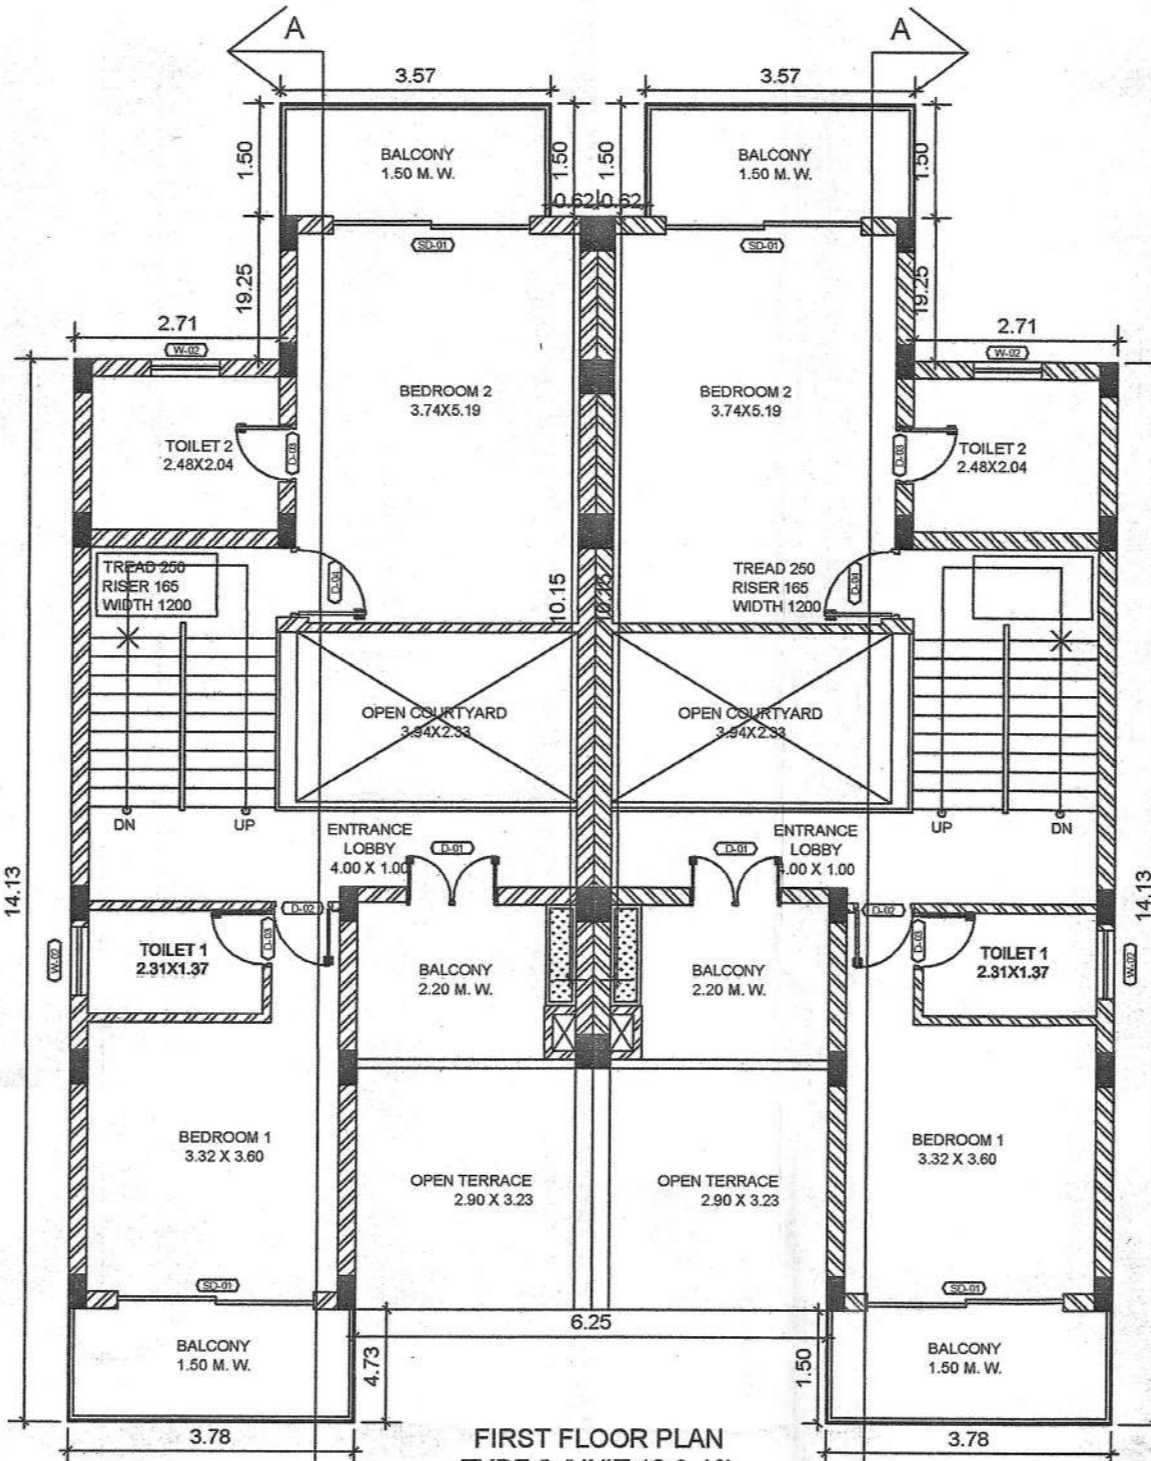 A
A
3.57
3.57
1.50
BALCONY
1.50 M. W.
1.50
1.50
BALCONY
1.50 M. W.
1.50
0.62
0.62
SD-01
SD-01
19.25
19.25
2.71
2.71
W-02
W-02
BEDROOM 2
3.74X5.19
BEDROOM 2
3.74X5.19
TOILET 2
2.48X2.04
D-03
D-03
TOILET 2
2.48X2.04
TREAD 250
RISER 165
WIDTH 1200
D-04
10.15
10.15
TREAD 250
RISER 165
WIDTH 1200
D-04
OPEN COURTYARD
3.94X2.33
OPEN COURTYARD
3.94X2.33
DN
UP
UP
DN
ENTRANCE
LOBBY
4.00 X 1.00
D-01
D-01
ENTRANCE
LOBBY
4.00 X 1.00
14.13
14.13
D-02
D-02
W-02
TOILET 1
2.31X1.37
D-03
BALCONY
2.20 M. W.
BALCONY
2.20 M. W.
D-03
TOILET 1
2.31X1.37
W-02
BEDROOM 1
3.32 X 3.60
OPEN TERRACE
2.90 X 3.23
OPEN TERRACE
2.90 X 3.23
BEDROOM 1
3.32 X 3.60
SD-01
SD-01
6.25
BALCONY
1.50 M. W.
4.73
1.50
BALCONY
1.50 M. W.
3.78
3.78
FIRST FLOOR PLAN